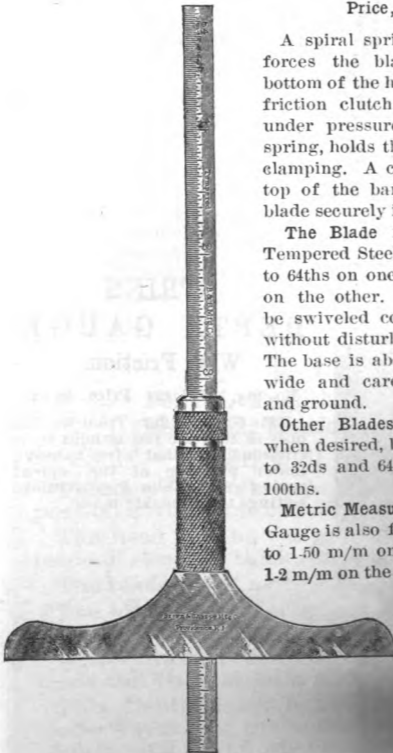 Price,
A spiral spri
forces the bla
bottom of the h
friction clutch
under pressure
spring, holds th
clamping. A c
top of the bar
blade securely i
The Blade
Tempered Steel
to 64ths on one
on the other.
be swiveled co
without disturb
The base is ab
wide and care
and ground.
Other Blades
when desired, b
to 32ds and 64
100ths.
Metric Measu
Gauge is also f
to 1-50 m/m on
1-2 m/m on the